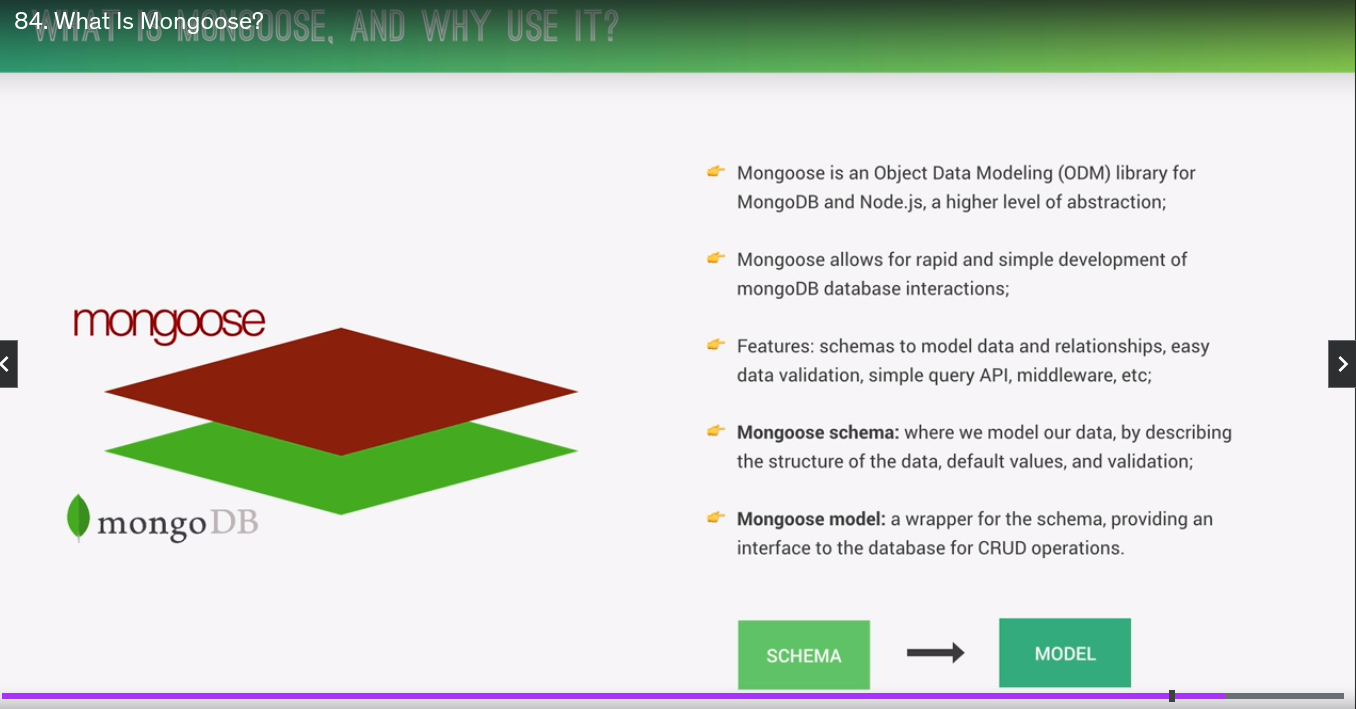 84. What Is Mongoose?
WHAT IS MONGOOSE, AND WHY USE IT?
Mongoose is an Object Data Modeling (ODM) library for
MongoDB and Node.js, a higher level of abstraction;
Mongoose allows for rapid and simple development of
mongoDB database interactions;
Features: schemas to model data and relationships, easy
data validation, simple query API, middleware, etc;
Mongoose schema: where we model our data, by describing
the structure of the data, default values, and validation;
Mongoose model: a wrapper for the schema, providing an
interface to the database for CRUD operations.
mongoose
mongoDB
SCHEMA
MODEL